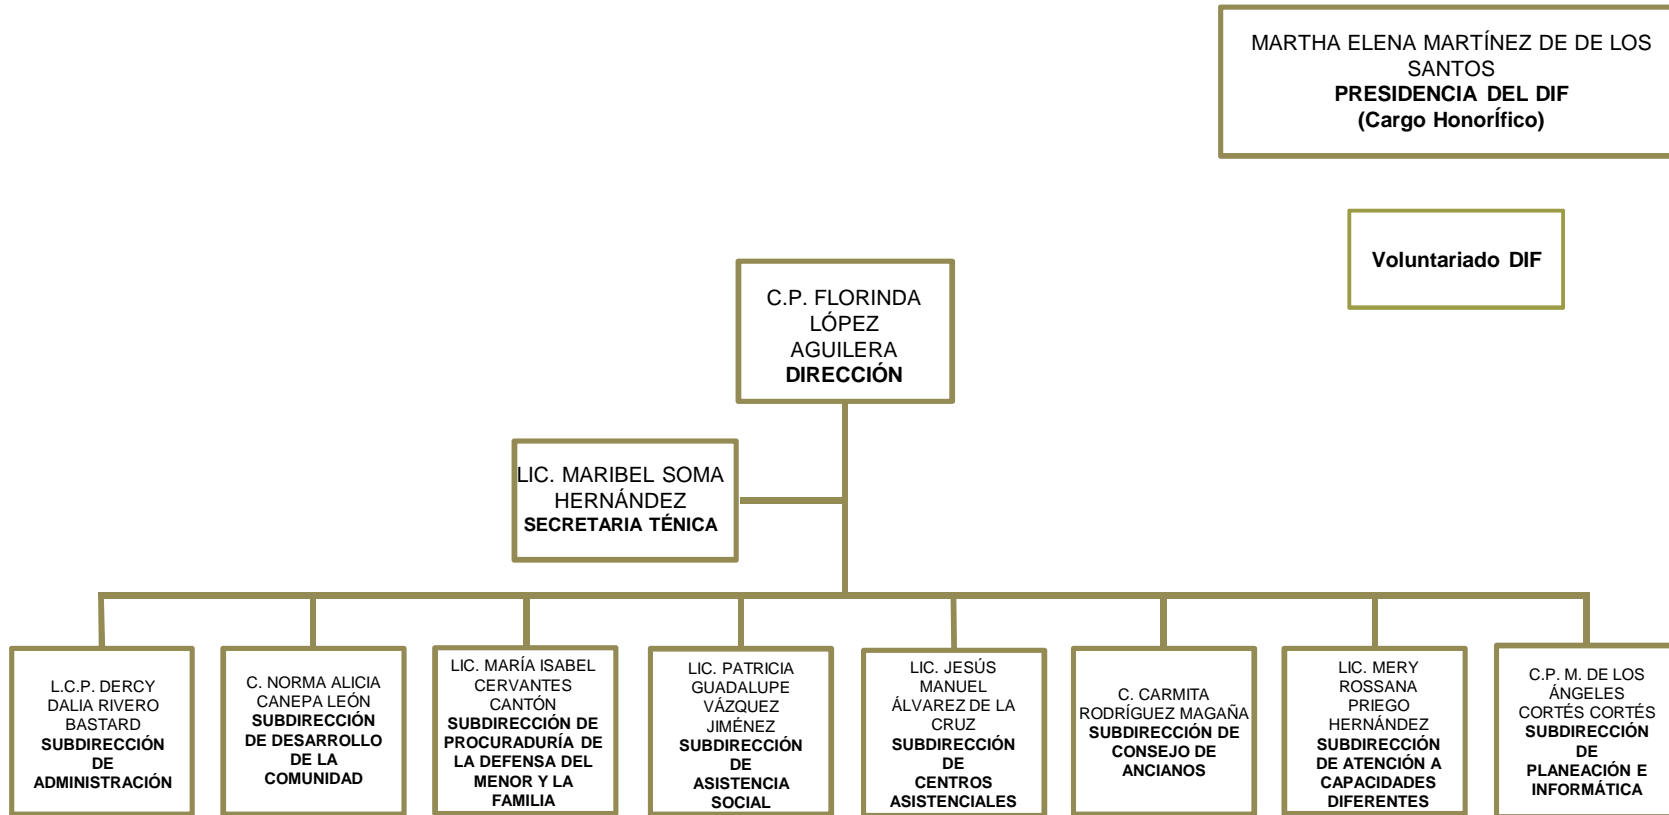 MARTHA ELENA MARTÍNEZ DE DE LOS
SANTOS
PRESIDENCIA DEL DIF
(Cargo HonorÍfico)
Voluntariado DIF
C.P. FLORINDA
LÓPEZ
AGUILERA
DIRECCIÓN
LIC. MARIBEL SOMA
HERNÁNDEZ
SECRETARIA TÉNICA
L.C.P. DERCY
DALIA RIVERO
BASTARD
SUBDIRECCIÓN
DE
ADMINISTRACIÓN
C. NORMA ALICIA
CANEPA LEÓN
SUBDIRECCIÓN
DE DESARROLLO
DE LA
COMUNIDAD
LIC. MARÍA ISABEL
CERVANTES
CANTÓN
SUBDIRECCIÓN DE
PROCURADURÍA DE
LA DEFENSA DEL
MENOR Y LA
FAMILIA
LIC. PATRICIA
GUADALUPE
VÁZQUEZ
JIMÉNEZ
SUBDIRECCIÓN
DE
ASISTENCIA
SOCIAL
LIC. JESÚS
MANUEL
ÁLVAREZ DE LA
CRUZ
SUBDIRECCIÓN
DE
CENTROS
ASISTENCIALES
C. CARMITA
RODRÍGUEZ MAGAÑA
SUBDIRECCIÓN DE
CONSEJO DE
ANCIANOS
LIC. MERY
ROSSANA
PRIEGO
HERNÁNDEZ
SUBDIRECCIÓN
DE ATENCIÓN A
CAPACIDADES
DIFERENTES
C.P. M. DE LOS
ÁNGELES
CORTÉS CORTÉS
SUBDIRECCIÓN
DE
PLANEACIÓN E
INFORMÁTICA